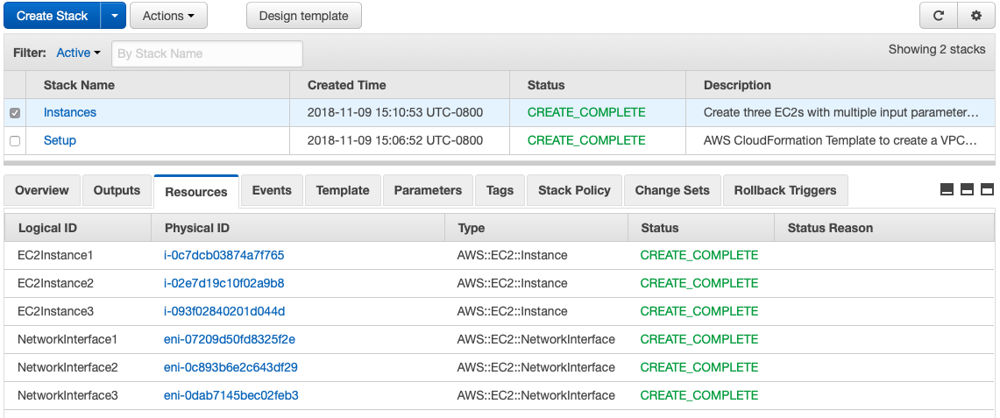 Create Stack Actions Design template
Filter: Active By Stack Name Showing 2 stacks
Stack Name Created Time Status Description
Instances 2018-11-09 15:10:53 UTC-0800 CREATE_COMPLETE Create three EC2s with multiple input parameter…
Setup 2018-11-09 15:06:52 UTC-0800 CREATE_COMPLETE AWS CloudFormation Template to create a VPC…
Overview Outputs Resources Events Template Parameters Tags Stack Policy Change Sets Rollback Triggers
Logical ID Physical ID Type Status Status Reason
EC2Instance1 i-0c7dcb03874a7f765 AWS::EC2::Instance CREATE_COMPLETE
EC2Instance2 i-02e7d19c10f02a9b8 AWS::EC2::Instance CREATE_COMPLETE
EC2Instance3 i-093f02840201d044d AWS::EC2::Instance CREATE_COMPLETE
NetworkInterface1 eni-07209d50fd8325f2e AWS::EC2::NetworkInterface CREATE_COMPLETE
NetworkInterface2 eni-0c893b6e2c643df29 AWS::EC2::NetworkInterface CREATE_COMPLETE
NetworkInterface3 eni-0dab7145bec02feb3 AWS::EC2::NetworkInterface CREATE_COMPLETE